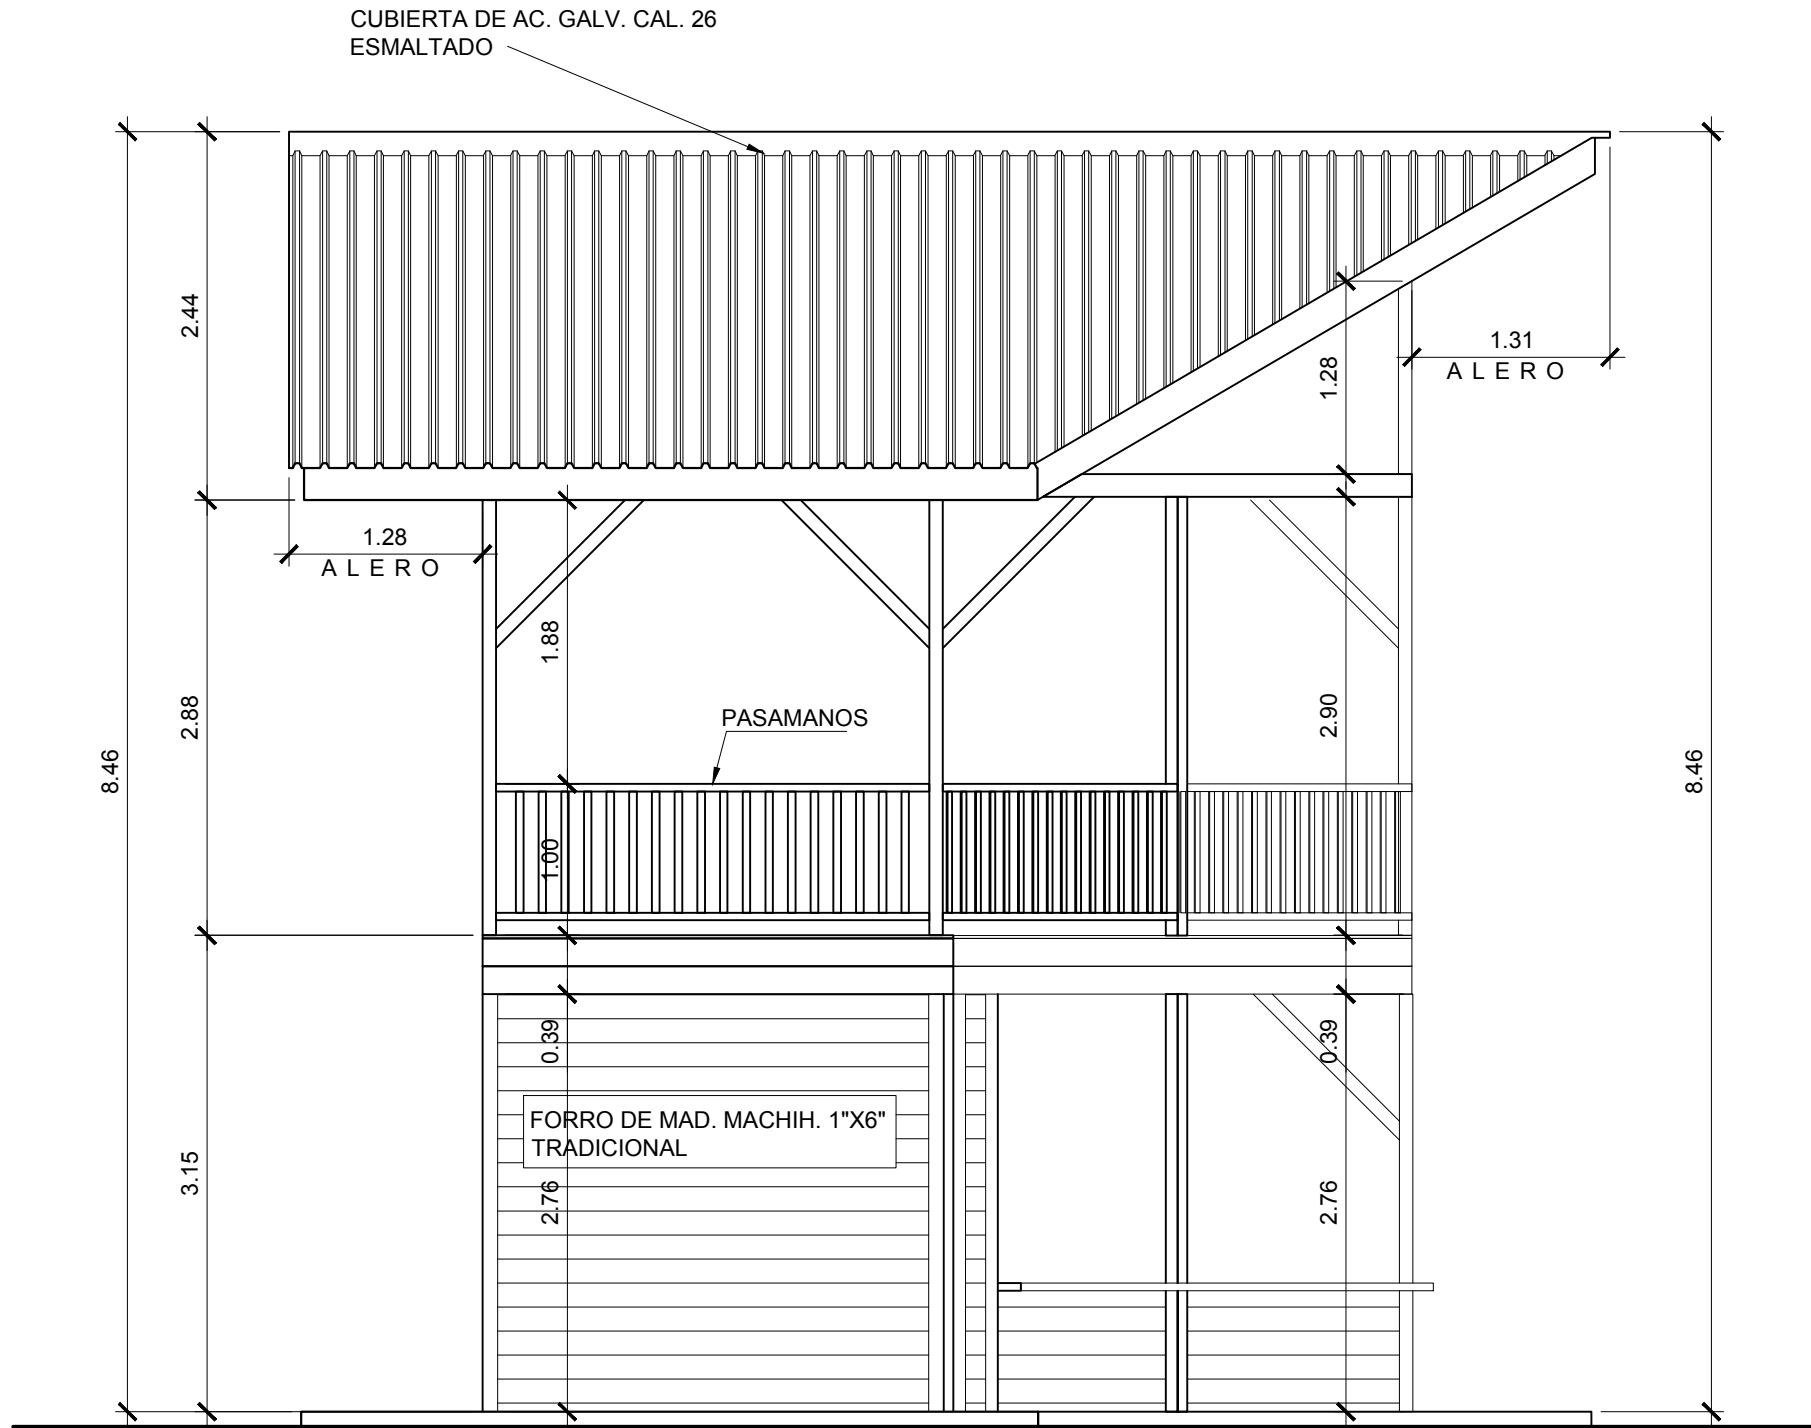 CUBIERTA DE AC. GALV. CAL. 26
ESMALTADO
2.44
1.31
A L E R O
1.28
1.28
A L E R O
1.88
2.88
2.90
PASAMANOS
8.46
8.46
1.00
0.39
0.39
FORRO DE MAD. MACHIH. 1"X6"
TRADICIONAL
3.15
2.76
2.76